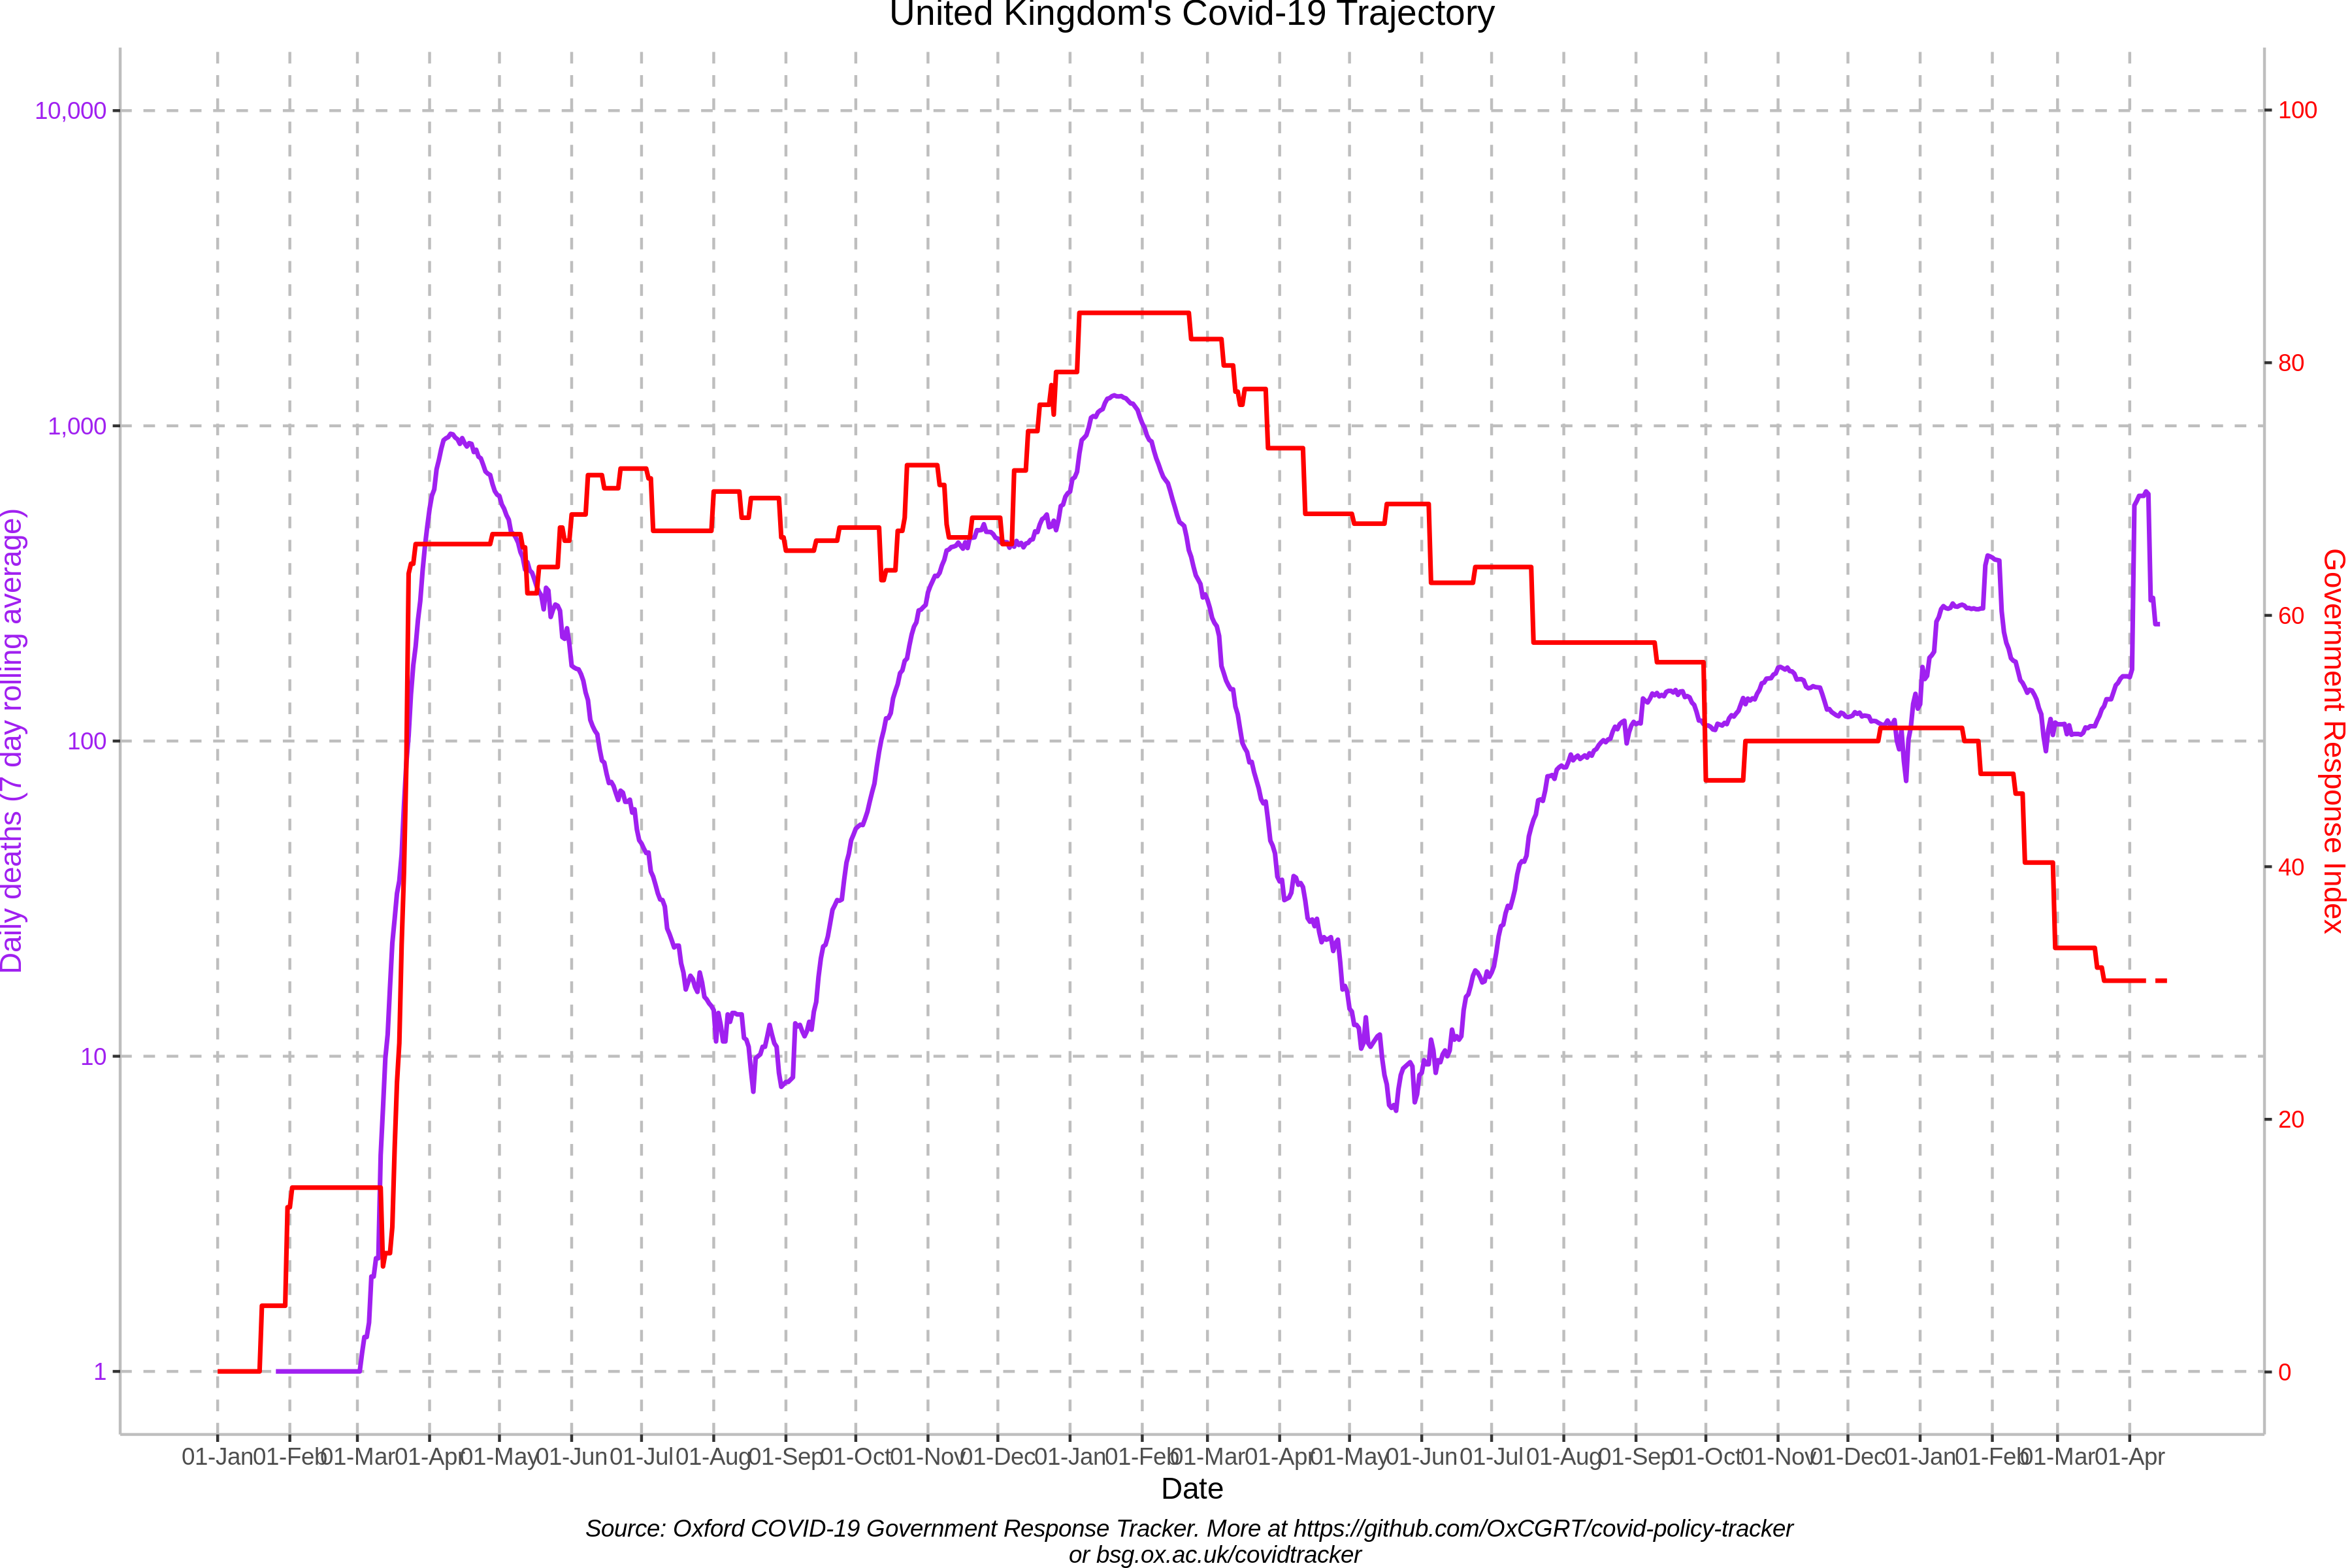 United Kingdom's Covid-19 Trajectory
10,000
1,000
100
10
1
Daily deaths (7 day rolling average)
100
80
60
40
20
0
Government Response Index
01-Jan 01-Feb 01-Mar 01-Apr 01-May 01-Jun 01-Jul 01-Aug 01-Sep 01-Oct 01-Nov 01-Dec 01-Jan 01-Feb 01-Mar 01-Apr 01-May 01-Jun 01-Jul 01-Aug 01-Sep 01-Oct 01-Nov 01-Dec 01-Jan 01-Feb 01-Mar 01-Apr
Date
Source: Oxford COVID-19 Government Response Tracker. More at https://github.com/OxCGRT/covid-policy-tracker
or bsg.ox.ac.uk/covidtracker